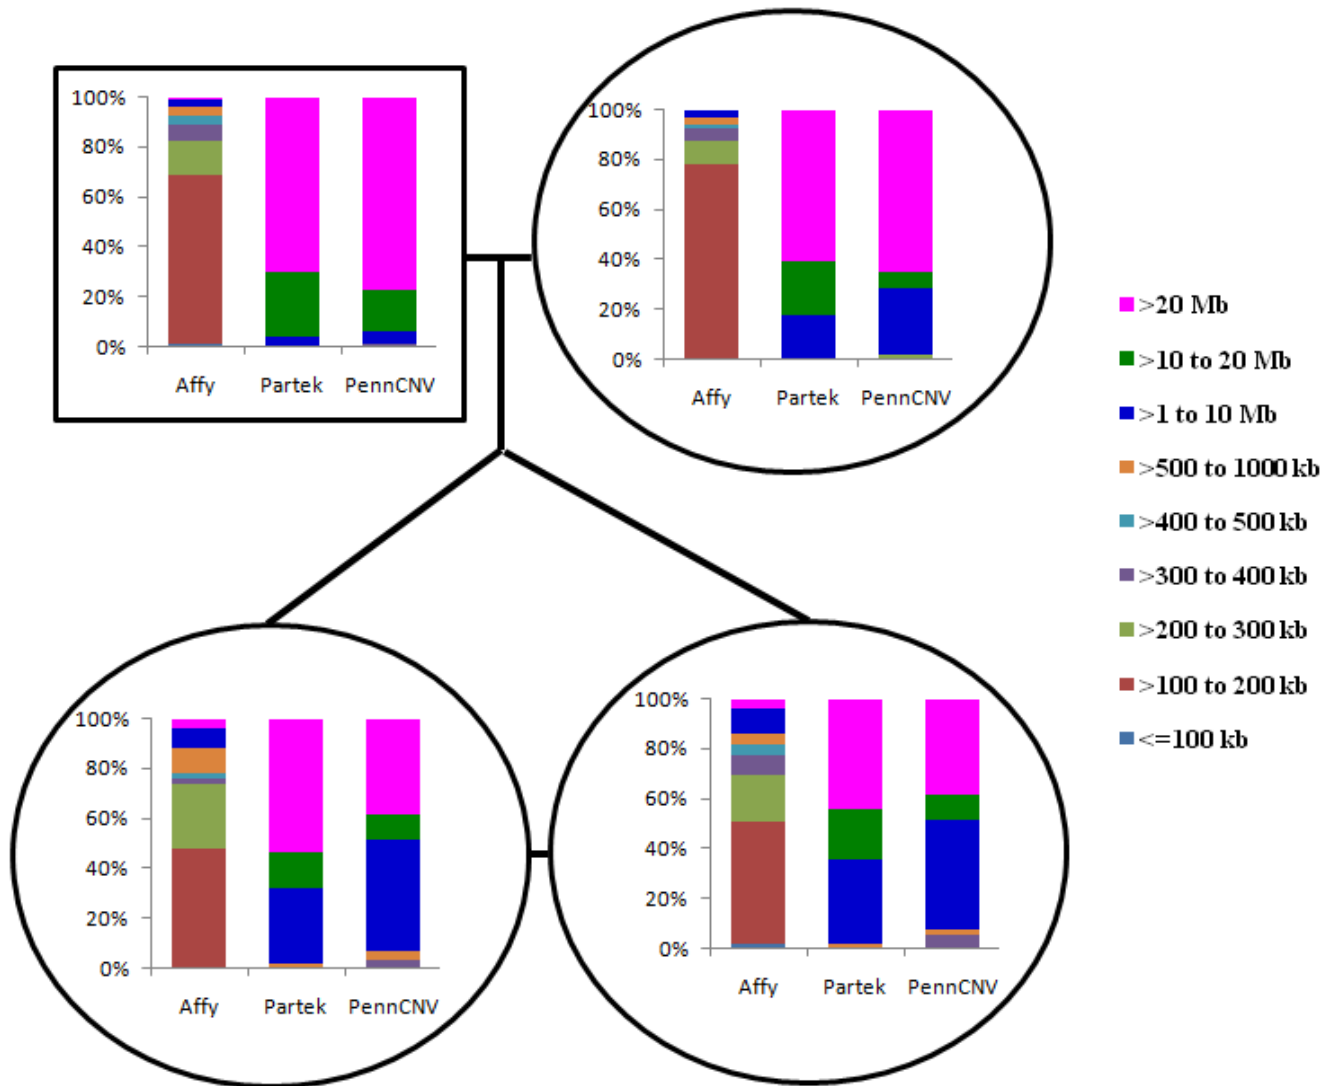 100%
80%
60%
40%
20%
0%
Affy Partek PennCNV
100%
80%
60%
40%
20%
0%
Affy Partek PennCNV
>20 Mb
>10 to 20 Mb
>1 to 10 Mb
>500 to 1000 kb
>400 to 500 kb
>300 to 400 kb
>200 to 300 kb
>100 to 200 kb
<=100 kb
100%
80%
60%
40%
20%
0%
Affy Partek PennCNV
100%
80%
60%
40%
20%
0%
Affy Partek PennCNV